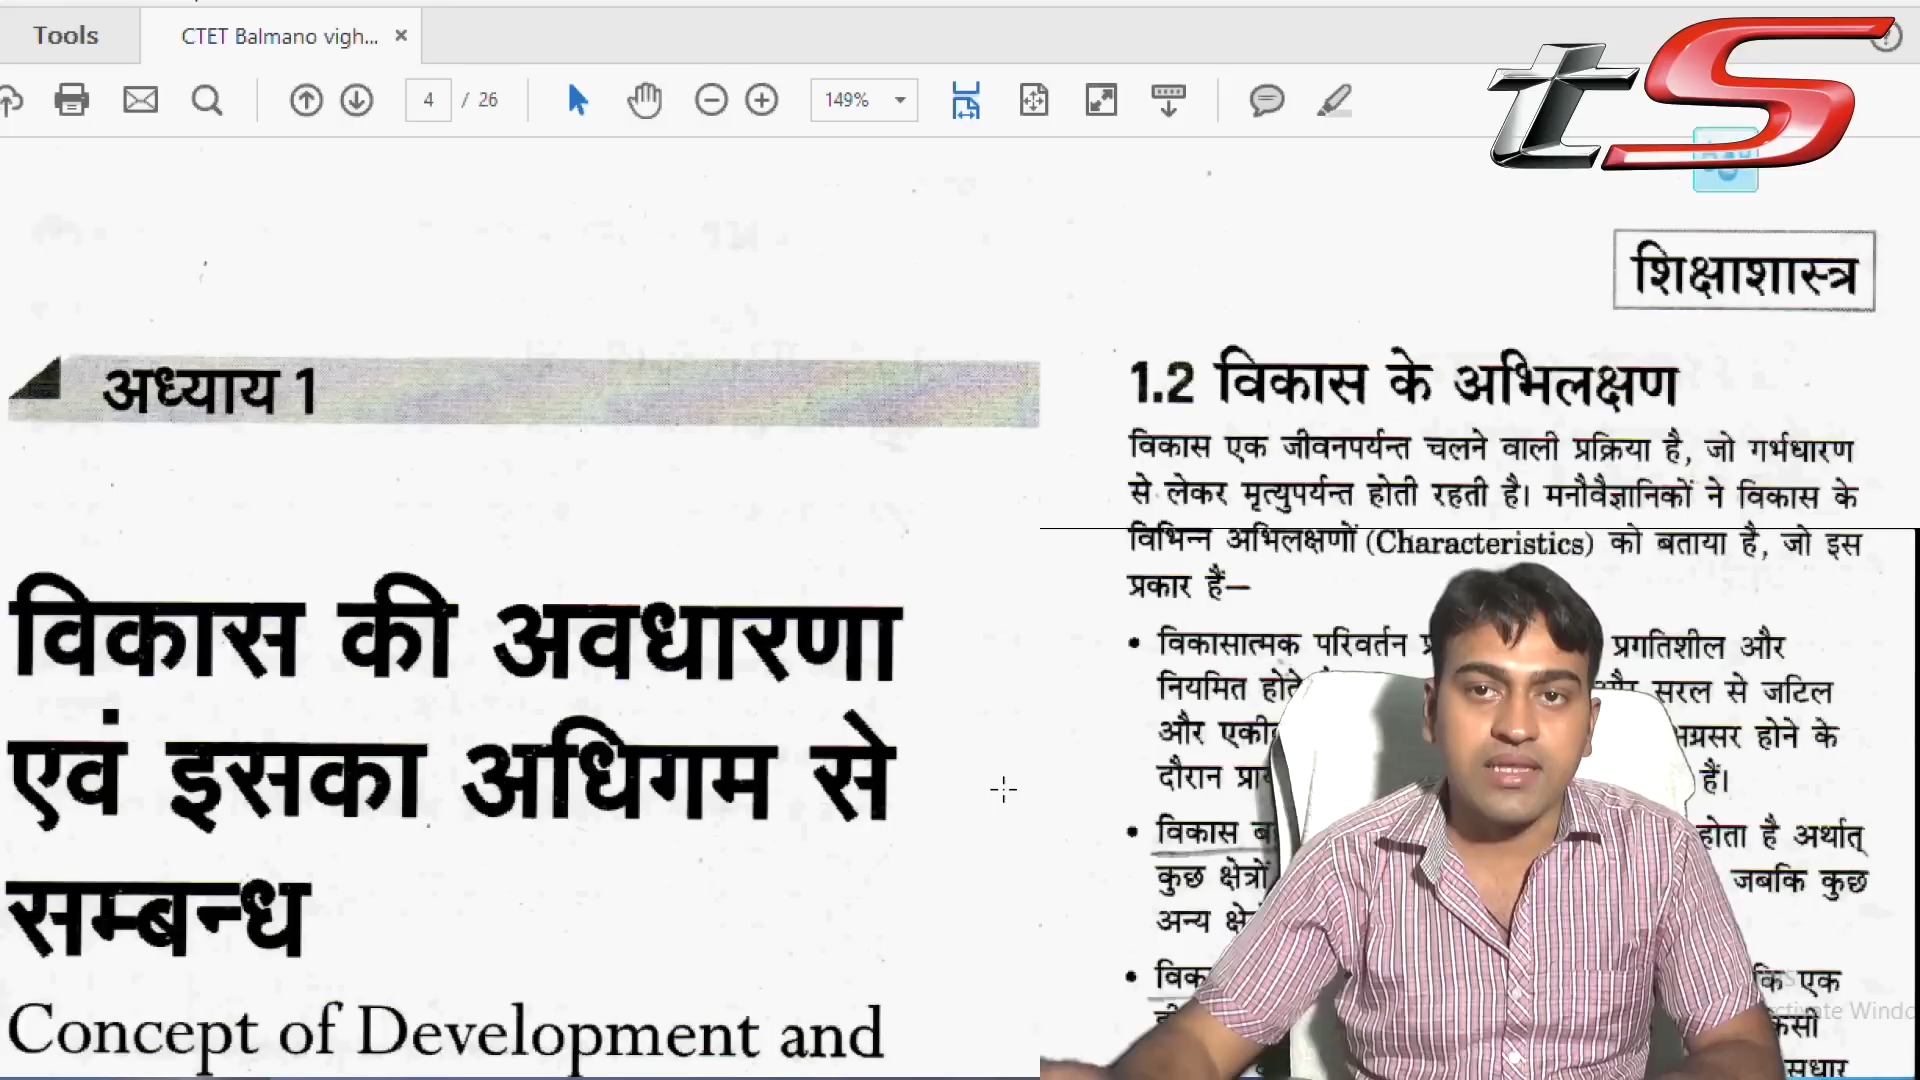 Tools
CTET Balmano vigh...
4 / 26
149%
tS
शिक्षाशास्त्र
अध्याय 1
विकास की अवधारणा
एवं इसका अधिगम से
सम्बन्ध
Concept of Development and
1.2 विकास के अभिलक्षण
विकास एक जीवनपर्यन्त चलने वाली प्रक्रिया है, जो गर्भधारण
से लेकर मृत्युपर्यन्त होती रहती है। मनौवैज्ञानिकों ने विकास के
विभिन्न अभिलक्षणों (Characteristics) को बताया है, जो इस
प्रकार हैं—
• विकासात्मक परिवर्तन प्रगतिशील और
नियमित सरल से जटिल
और होने के
दौरान हैं।
• विकास होता है अर्थात्
कुछ क्षेत्रों जबकि कुछ
अन्य
• एक